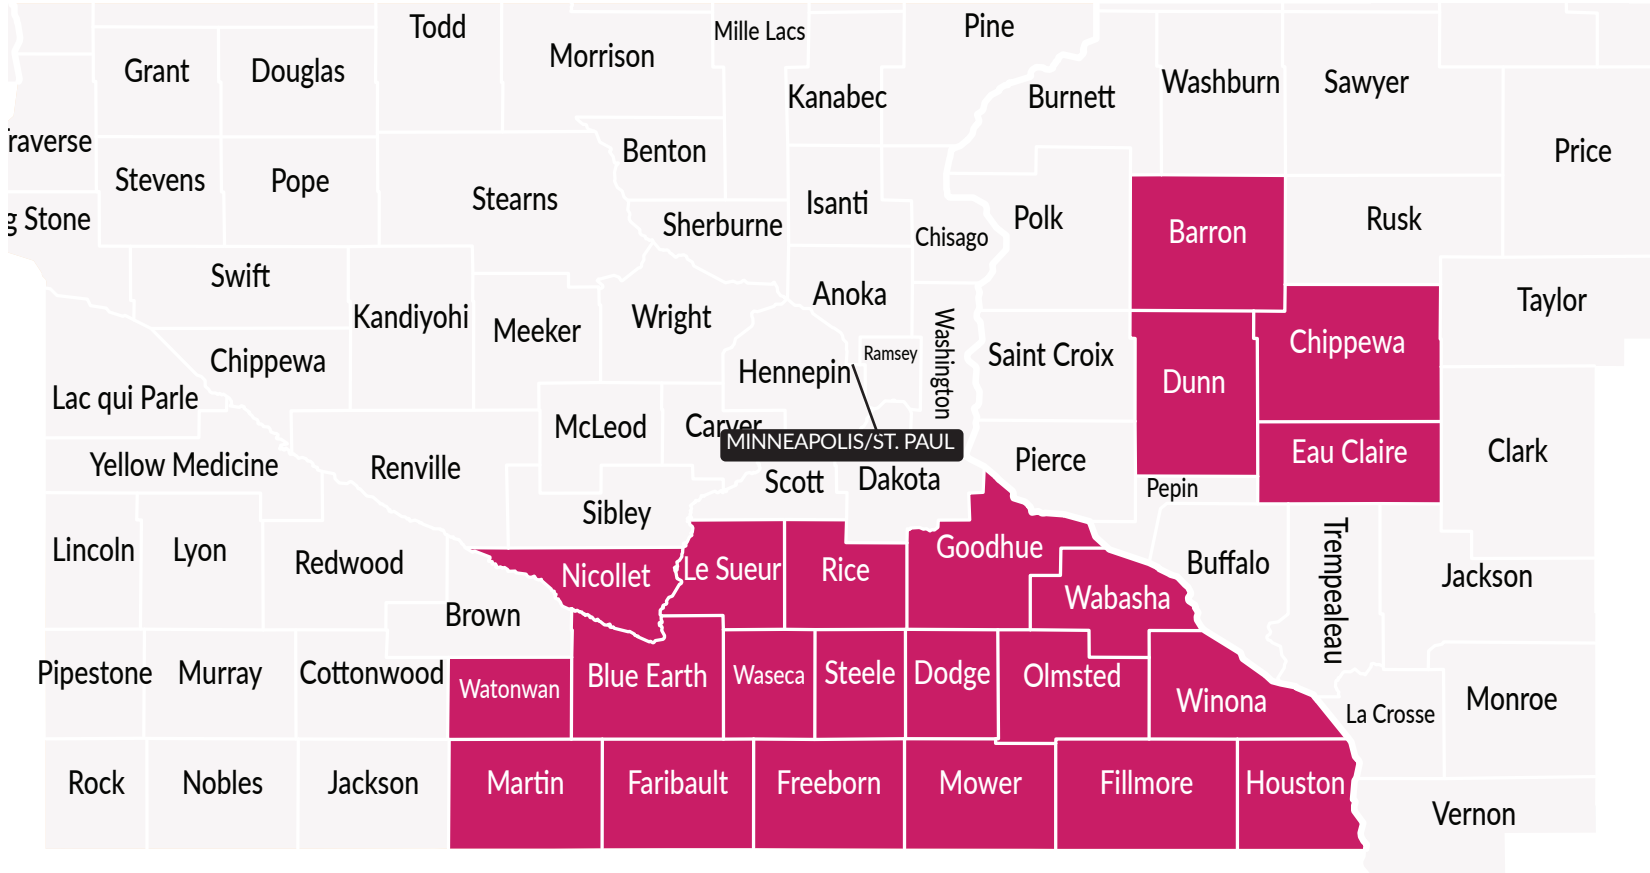 Todd
Mille Lacs
Pine
Morrison
Grant
Douglas
Washburn
Sawyer
Kanabec
Burnett
raverse
Benton
Price
Stevens
Pope
Stearns
Isanti
g Stone
Sherburne
Chisago
Polk
Barron
Rusk
Swift
Anoka
Taylor
Kandiyohi
Meeker
Wright
Washington
Chippewa
Hennepin
Ramsey
Saint Croix
Chippewa
Dunn
Lac qui Parle
McLeod
Carver
MINNEAPOLIS/ST. PAUL
Yellow Medicine
Renville
Scott
Dakota
Pierce
Eau Claire
Clark
Pepin
Sibley
Lincoln
Lyon
Redwood
Nicollet
Le Sueur
Rice
Goodhue
Buffalo
Trempealeau
Jackson
Wabasha
Brown
Pipestone
Murray
Cottonwood
Watonwan
Blue Earth
Waseca
Steele
Dodge
Olmsted
Winona
La Crosse
Monroe
Rock
Nobles
Jackson
Martin
Faribault
Freeborn
Mower
Fillmore
Houston
Vernon